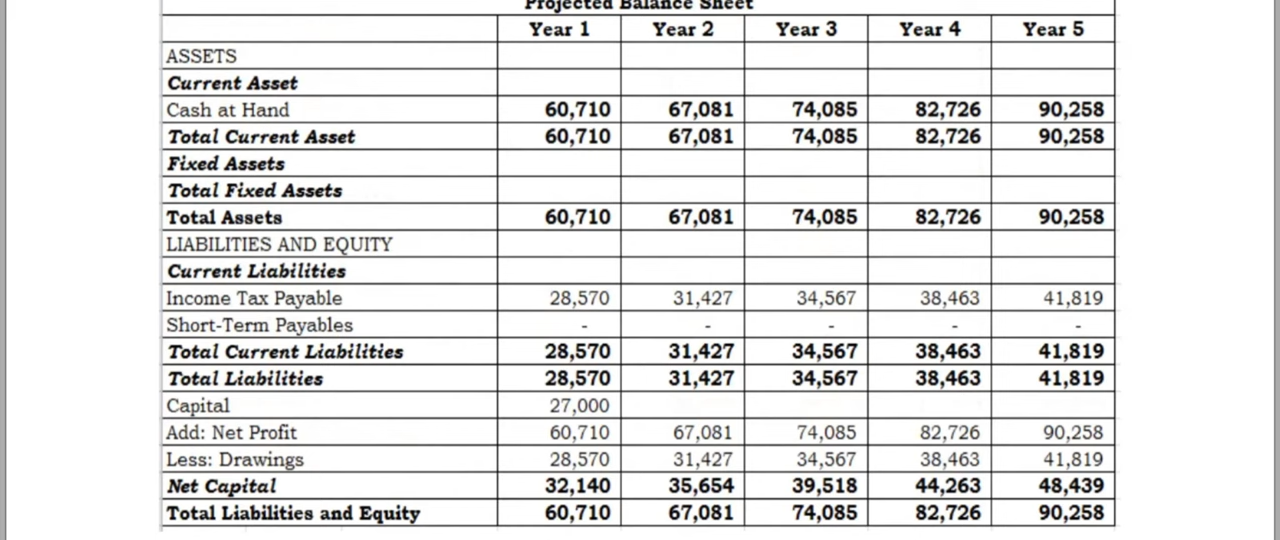 Projected Balance Sheet
Year 1 Year 2 Year 3 Year 4 Year 5
ASSETS
Current Asset
Cash at Hand 60,710 67,081 74,085 82,726 90,258
Total Current Asset 60,710 67,081 74,085 82,726 90,258
Fixed Assets
Total Fixed Assets
Total Assets 60,710 67,081 74,085 82,726 90,258
LIABILITIES AND EQUITY
Current Liabilities
Income Tax Payable 28,570 31,427 34,567 38,463 41,819
Short-Term Payables - - - - -
Total Current Liabilities 28,570 31,427 34,567 38,463 41,819
Total Liabilities 28,570 31,427 34,567 38,463 41,819
Capital 27,000
Add: Net Profit 60,710 67,081 74,085 82,726 90,258
Less: Drawings 28,570 31,427 34,567 38,463 41,819
Net Capital 32,140 35,654 39,518 44,263 48,439
Total Liabilities and Equity 60,710 67,081 74,085 82,726 90,258